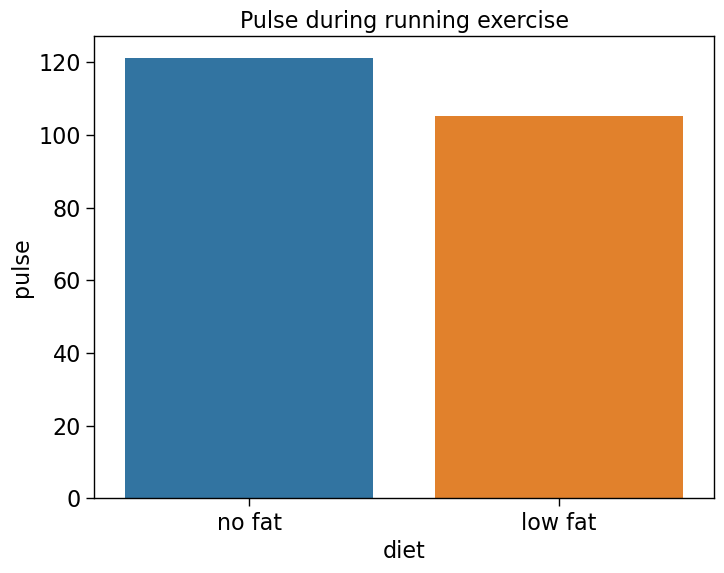 Pulse during running exercise
pulse
120
100
80
60
40
20
0
no fat
low fat
diet